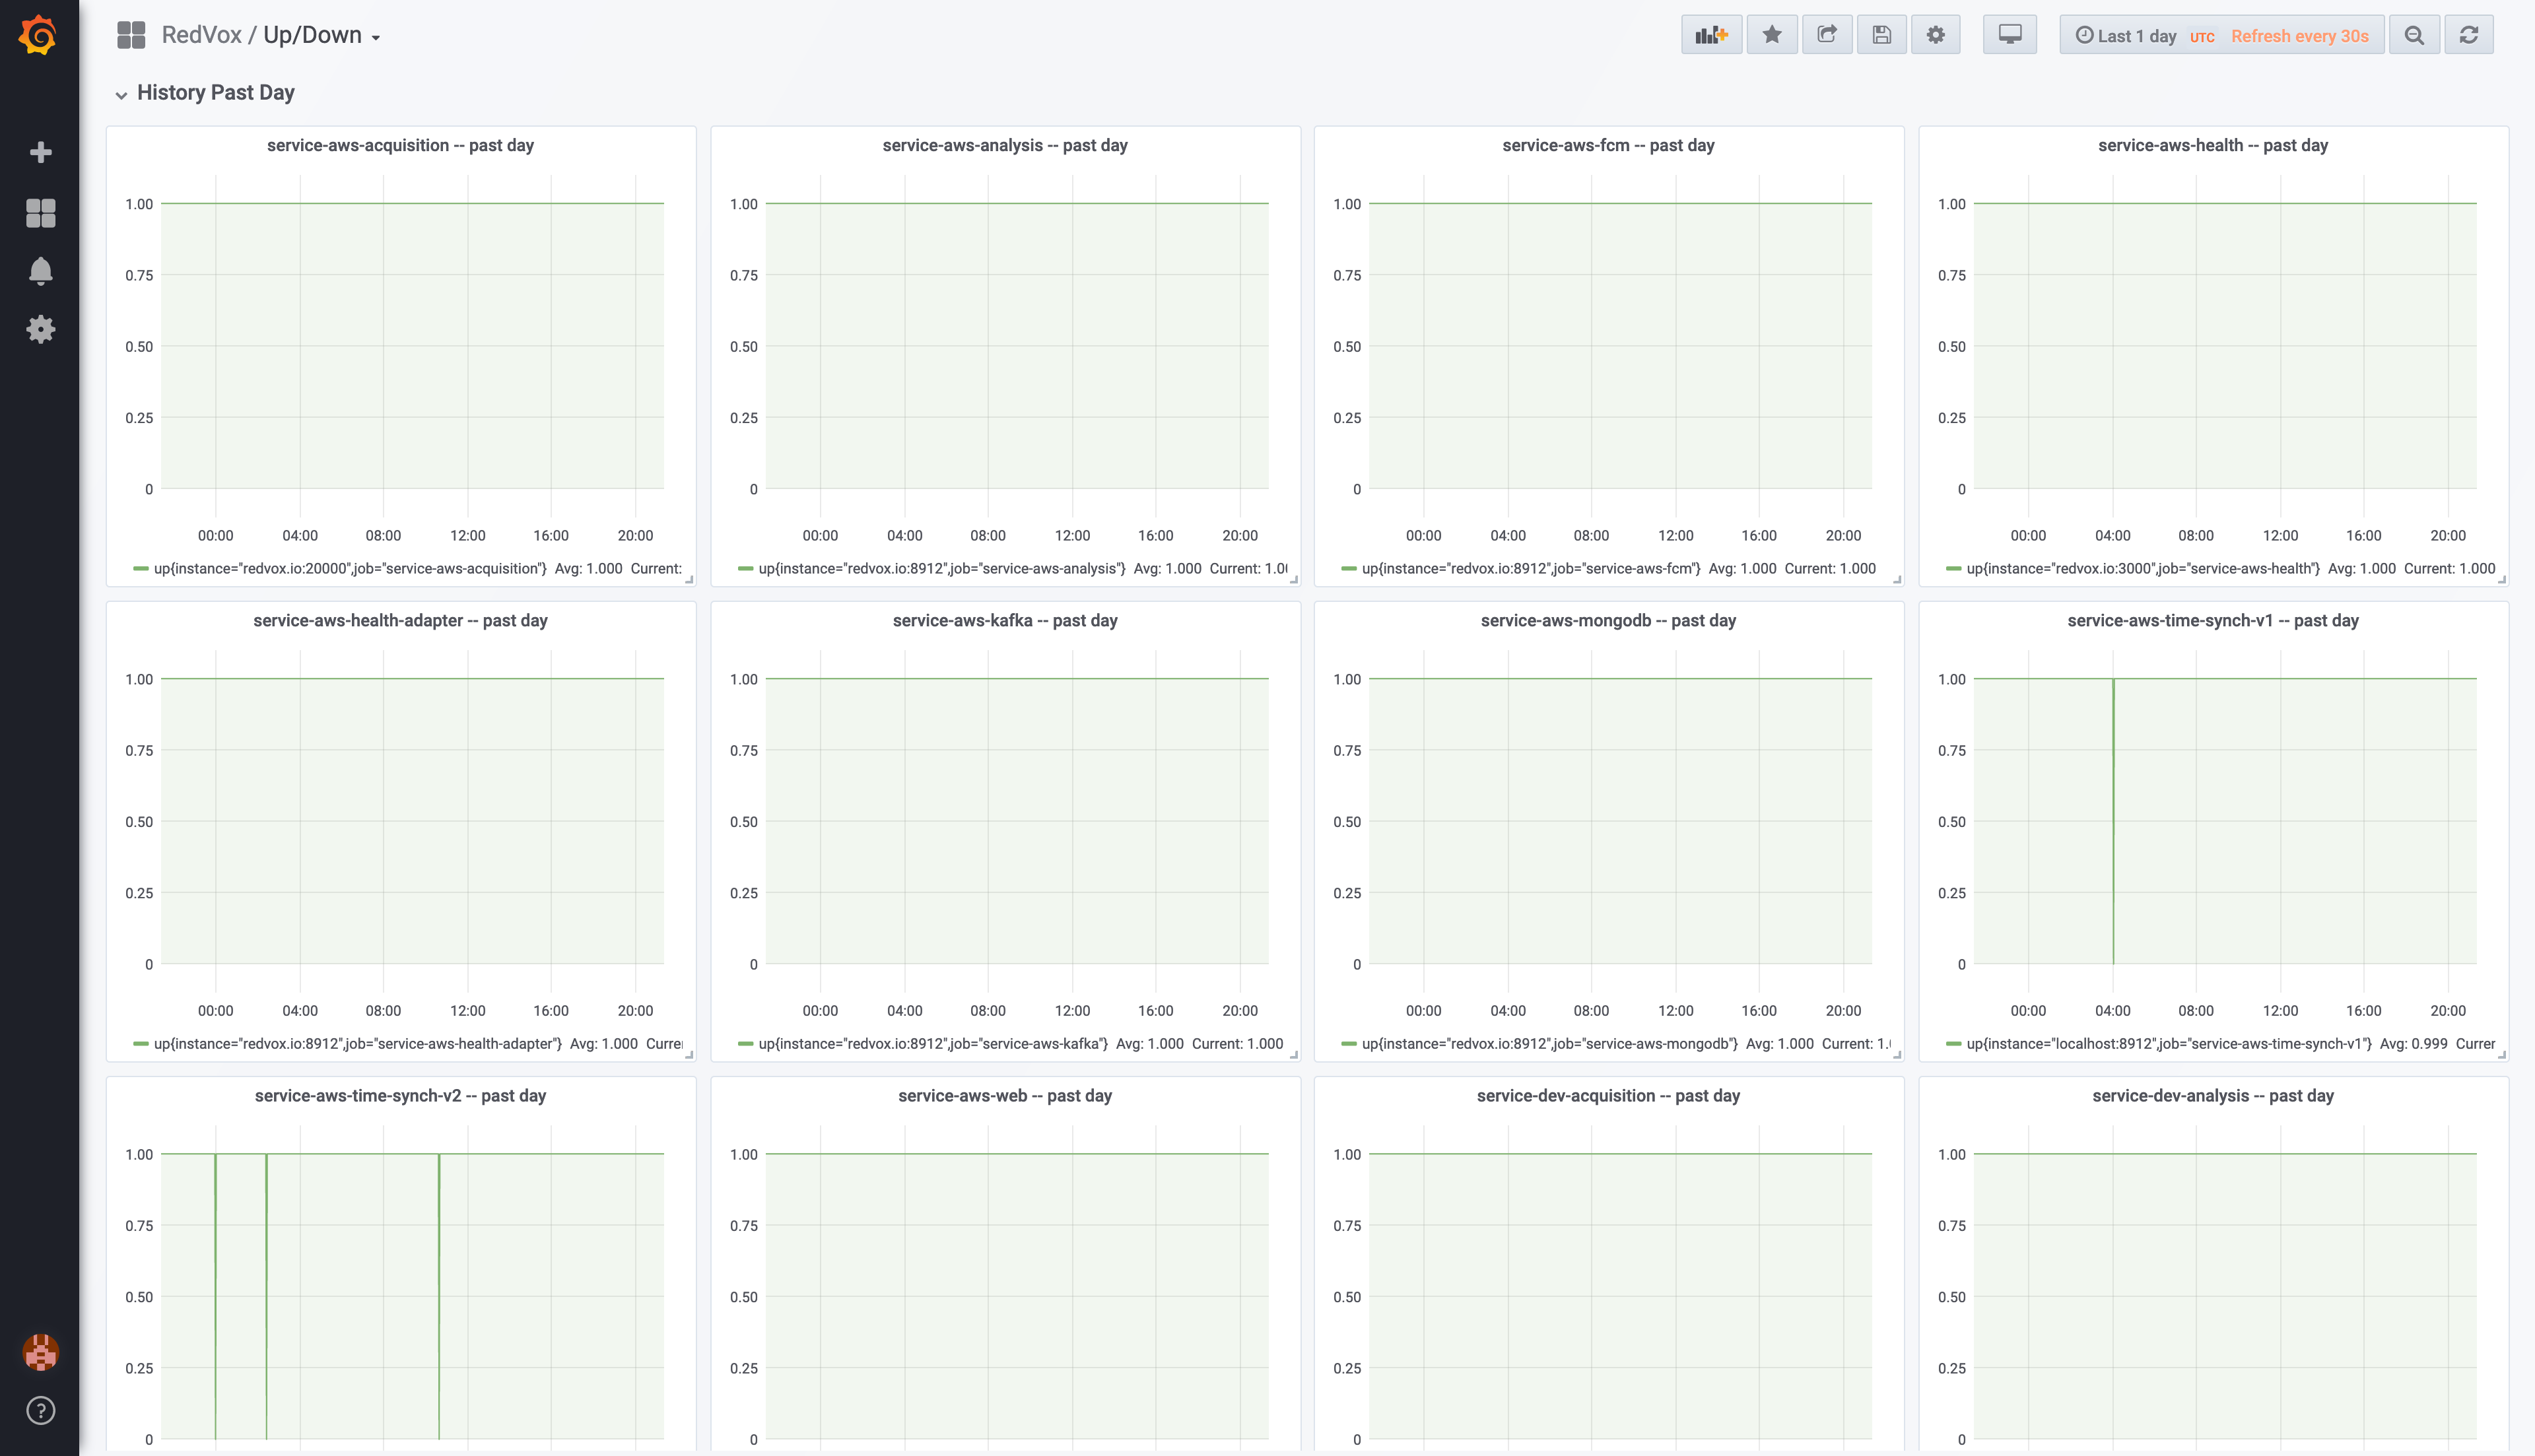 RedVox / Up/Down
Last 1 day UTC Refresh every 30s
History Past Day
service-aws-acquisition -- past day
1.00
0.75
0.50
0.25
0
00:00 04:00 08:00 12:00 16:00 20:00
up{instance="redvox.io:20000",job="service-aws-acquisition"} Avg: 1.000 Current:
service-aws-analysis -- past day
1.00
0.75
0.50
0.25
0
00:00 04:00 08:00 12:00 16:00 20:00
up{instance="redvox.io:8912",job="service-aws-analysis"} Avg: 1.000 Current: 1.0
service-aws-fcm -- past day
1.00
0.75
0.50
0.25
0
00:00 04:00 08:00 12:00 16:00 20:00
up{instance="redvox.io:8912",job="service-aws-fcm"} Avg: 1.000 Current: 1.000
service-aws-health -- past day
1.00
0.75
0.50
0.25
0
00:00 04:00 08:00 12:00 16:00 20:00
up{instance="redvox.io:3000",job="service-aws-health"} Avg: 1.000 Current: 1.000
service-aws-health-adapter -- past day
1.00
0.75
0.50
0.25
0
00:00 04:00 08:00 12:00 16:00 20:00
up{instance="redvox.io:8912",job="service-aws-health-adapter"} Avg: 1.000 Curre
service-aws-kafka -- past day
1.00
0.75
0.50
0.25
0
00:00 04:00 08:00 12:00 16:00 20:00
up{instance="redvox.io:8912",job="service-aws-kafka"} Avg: 1.000 Current: 1.000
service-aws-mongodb -- past day
1.00
0.75
0.50
0.25
0
00:00 04:00 08:00 12:00 16:00 20:00
up{instance="redvox.io:8912",job="service-aws-mongodb"} Avg: 1.000 Current: 1.
service-aws-time-synch-v1 -- past day
1.00
0.75
0.50
0.25
0
00:00 04:00 08:00 12:00 16:00 20:00
up{instance="localhost:8912",job="service-aws-time-synch-v1"} Avg: 0.999 Curre
service-aws-time-synch-v2 -- past day
1.00
0.75
0.50
0.25
0
service-aws-web -- past day
1.00
0.75
0.50
0.25
0
service-dev-acquisition -- past day
1.00
0.75
0.50
0.25
0
service-dev-analysis -- past day
1.00
0.75
0.50
0.25
0